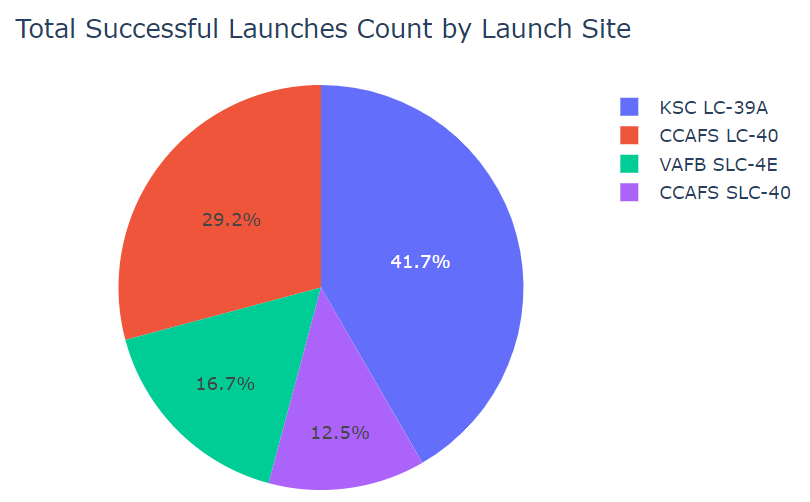 Total Successful Launches Count by Launch Site
KSC LC-39A
CCAFS LC-40
VAFB SLC-4E
CCAFS SLC-40
29.2%
41.7%
16.7%
12.5%